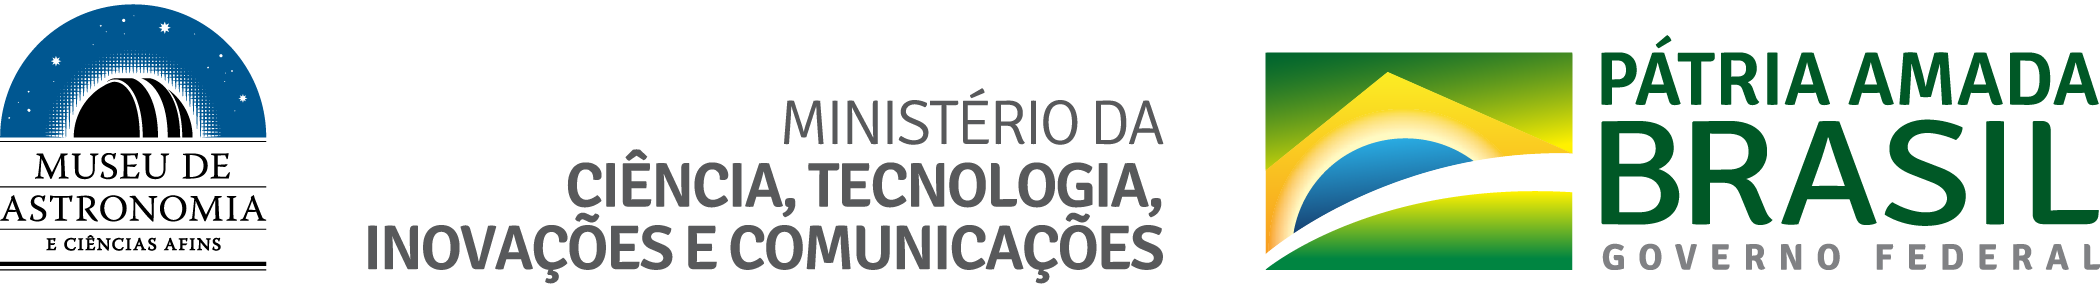 MUSEU DE
ASTRONOMIA
E CIÊNCIAS AFINS
MINISTÉRIO DA
CIÊNCIA, TECNOLOGIA,
INOVAÇÕES E COMUNICAÇÕES
PÁTRIA AMADA
BRASIL
GOVERNO FEDERAL